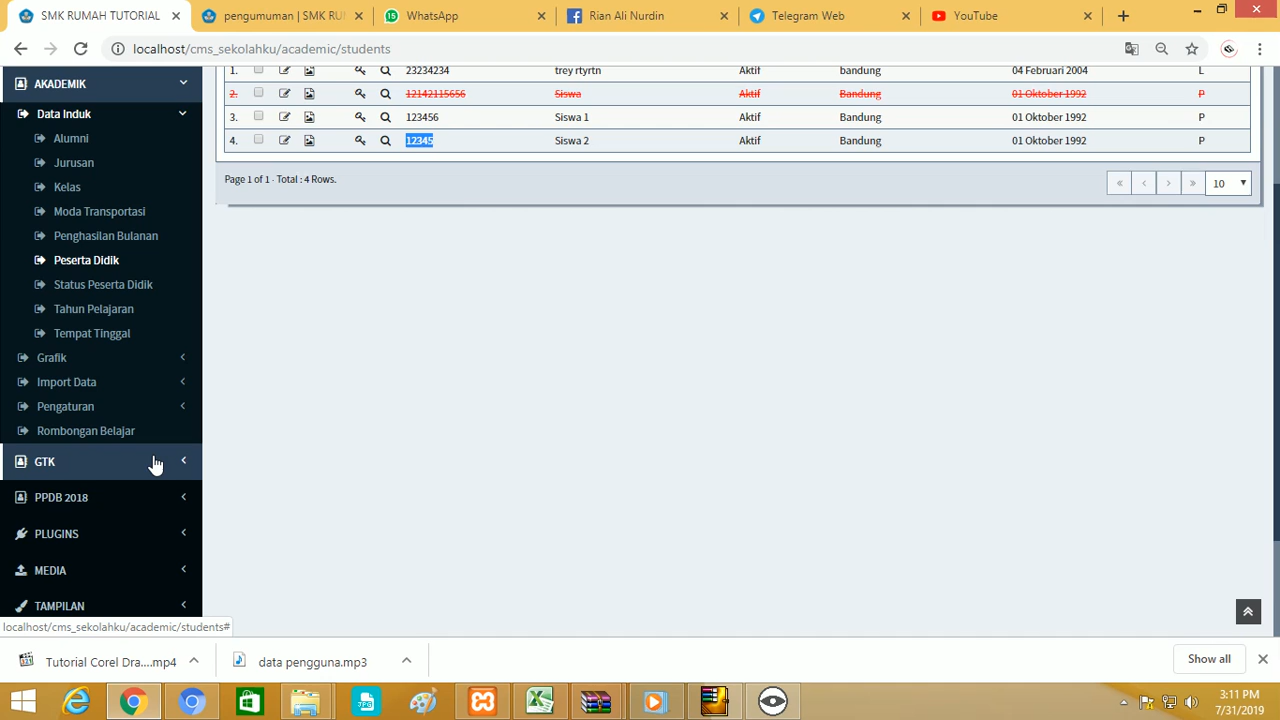 SMK RUMAH TUTORIAL
pengumuman | SMK RU
WhatsApp
Rian Ali Nurdin
Telegram Web
YouTube
localhost/cms_sekolahku/academic/students
AKADEMIK
Data Induk
Alumni
Jurusan
Kelas
Moda Transportasi
Penghasilan Bulanan
Peserta Didik
Status Peserta Didik
Tahun Pelajaran
Tempat Tinggal
Grafik
Import Data
Pengaturan
Rombongan Belajar
GTK
PPDB 2018
PLUGINS
MEDIA
TAMPILAN
1. 23234234 trey rtyrtn Aktif bandung 04 Februari 2004 L
2. 12142115656 Siswa Aktif Bandung 01 Oktober 1992 P
3. 123456 Siswa 1 Aktif Bandung 01 Oktober 1992 P
4. 12345 Siswa 2 Aktif Bandung 01 Oktober 1992 P
Page 1 of 1 - Total : 4 Rows.
« ‹ › » 10
localhost/cms_sekolahku/academic/students#
Tutorial Corel Dra....mp4
data pengguna.mp3
Show all
3:11 PM
7/31/2019